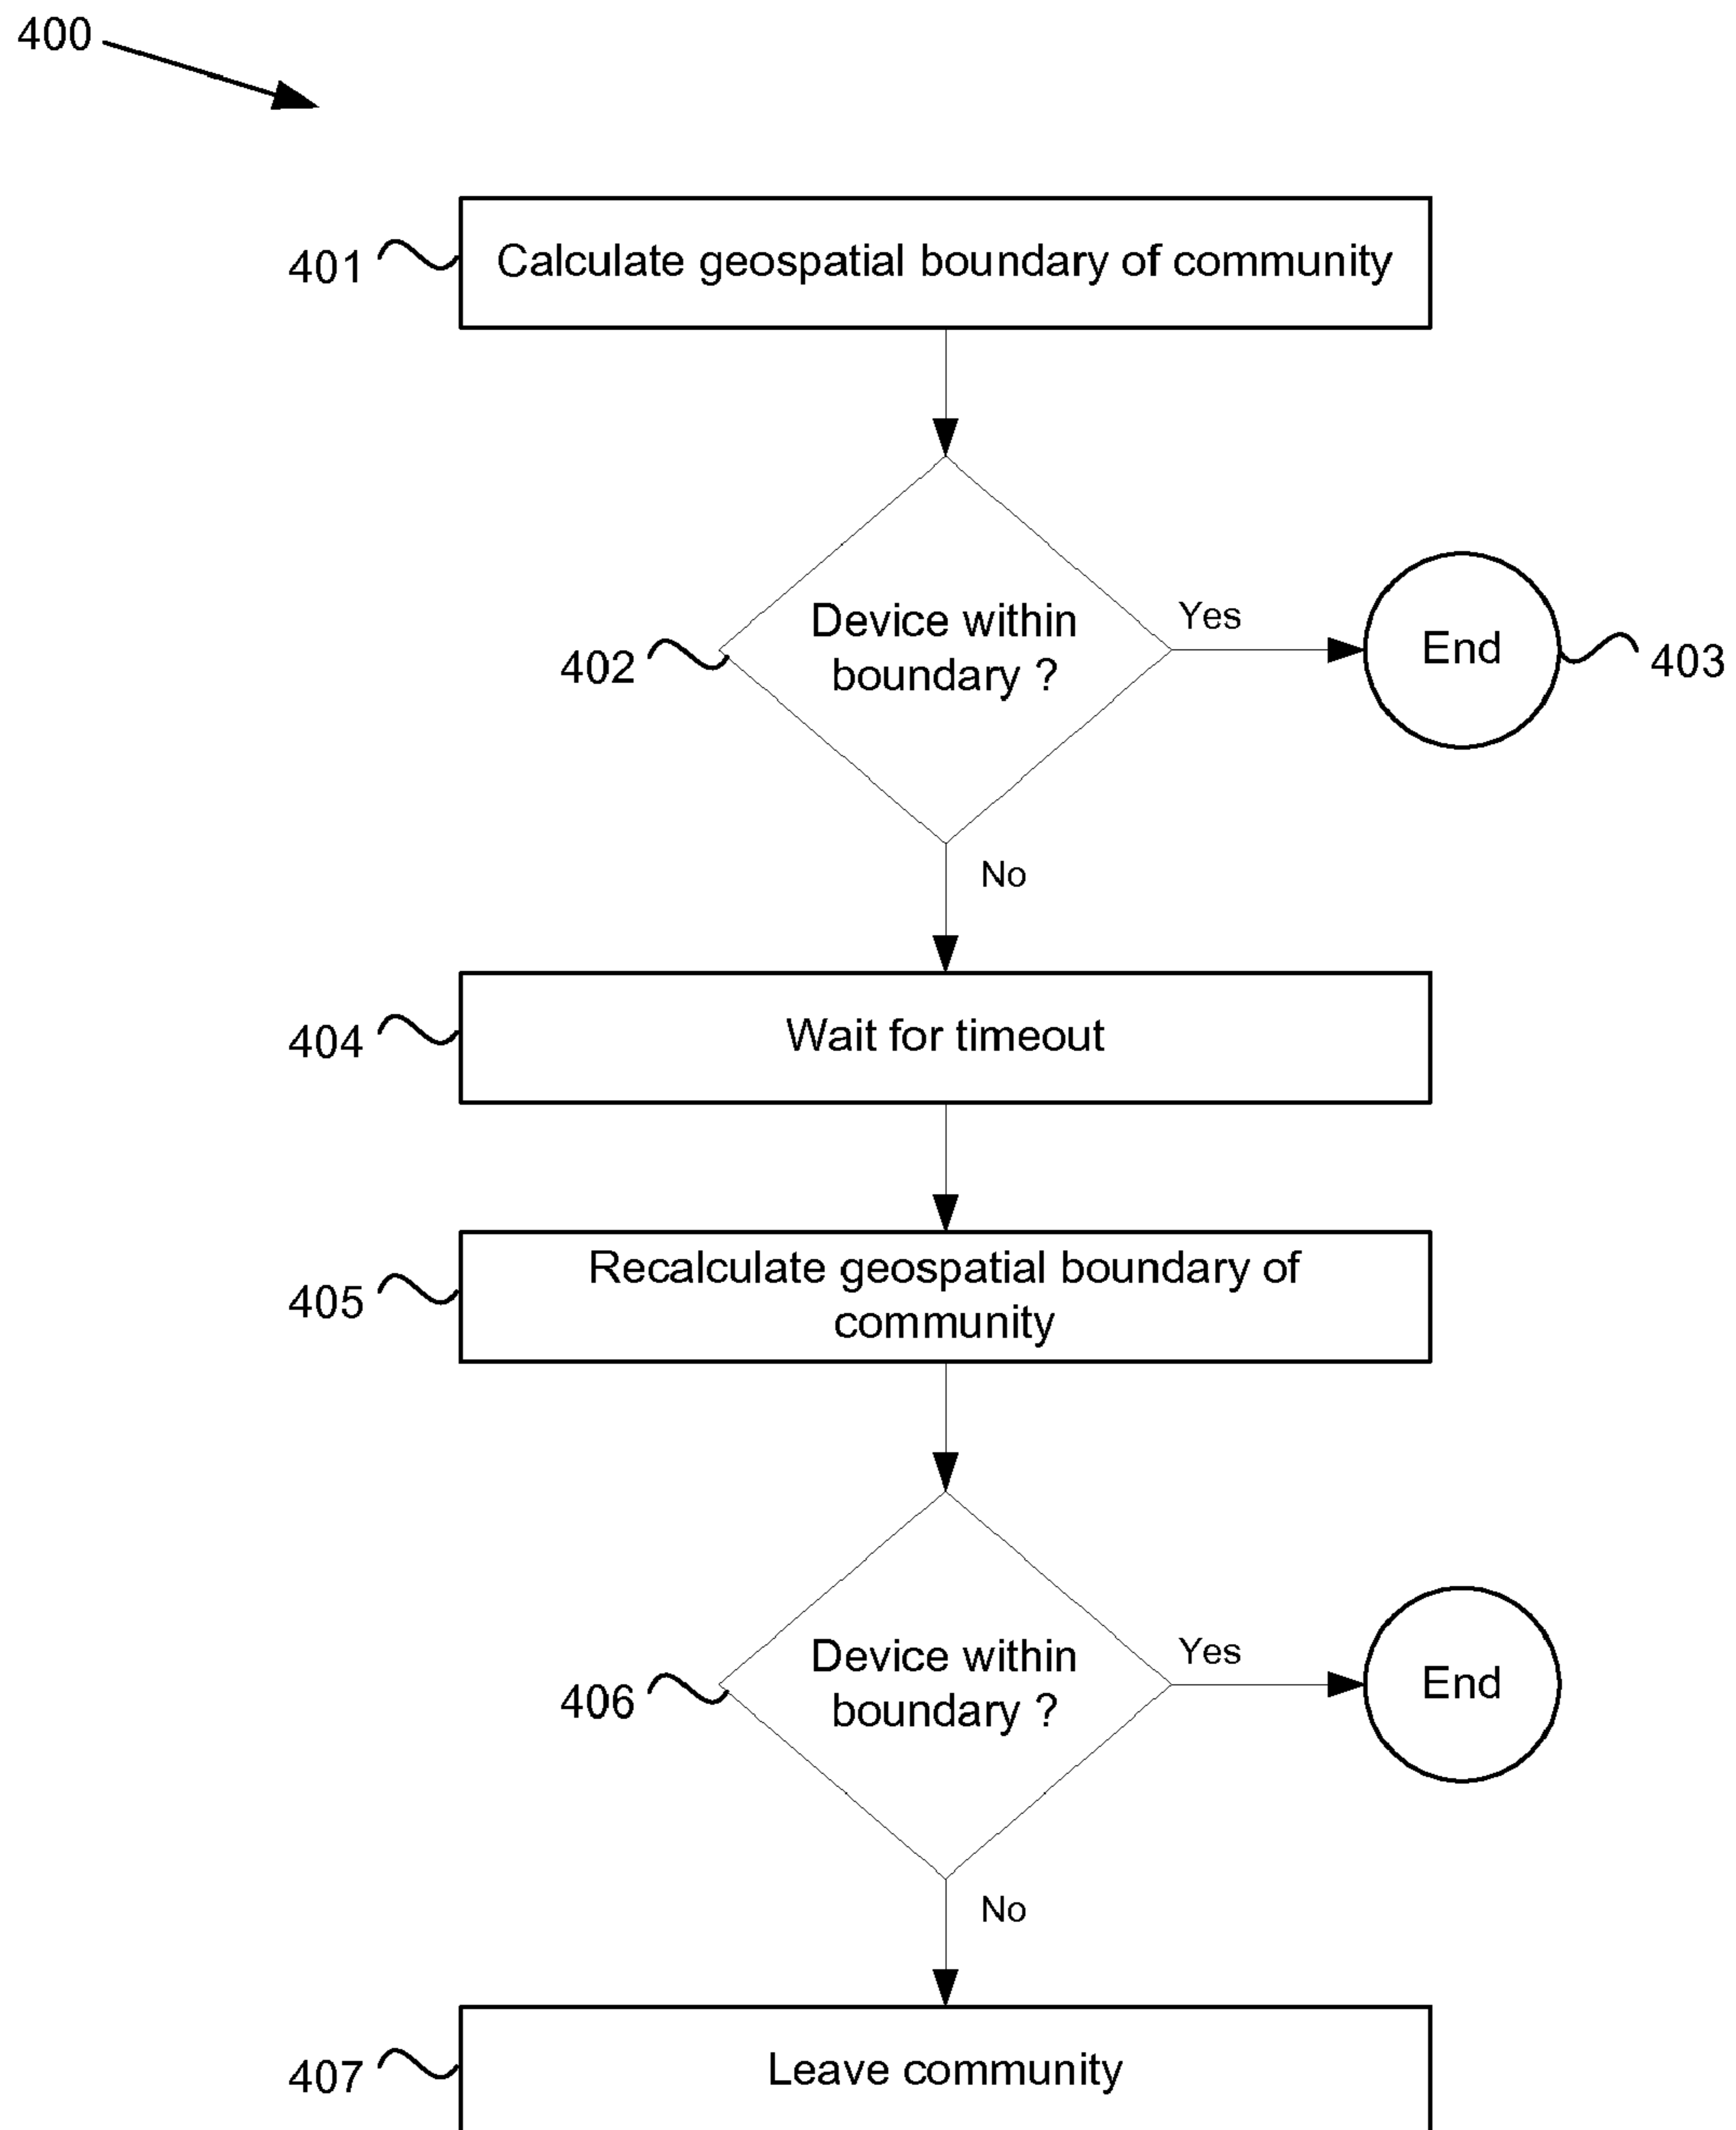 400
401
Calculate geospatial boundary of community
402
Device within
boundary ?
Yes
End
403
No
404
Wait for timeout
405
Recalculate geospatial boundary of
community
406
Device within
boundary ?
Yes
End
No
407
Leave community